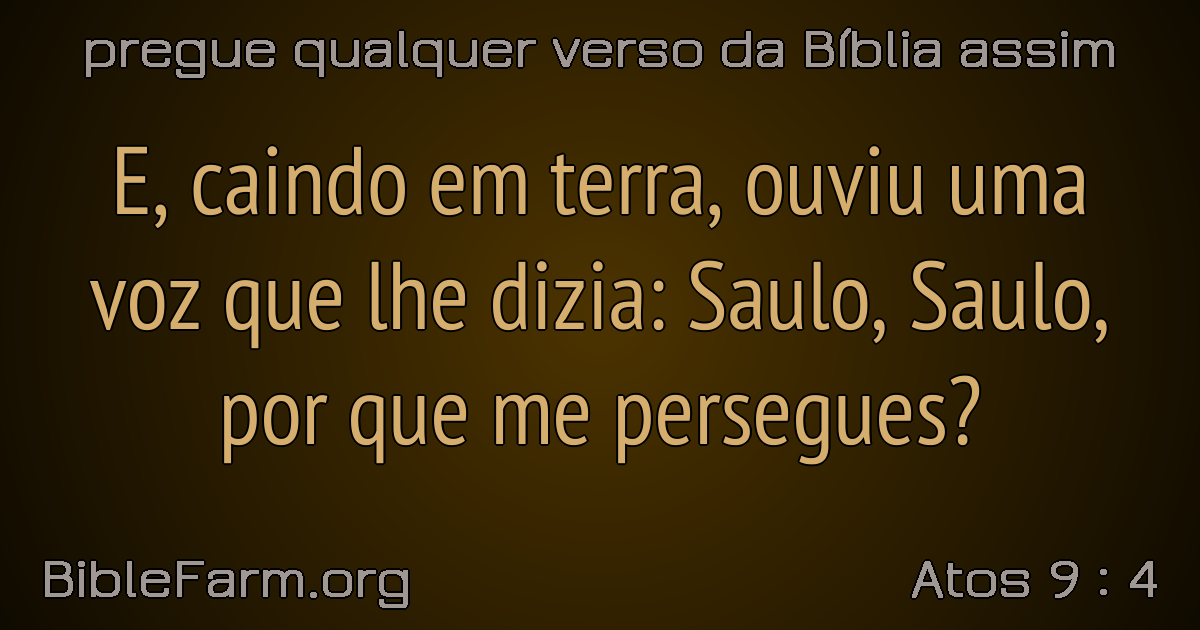 pregue qualquer verso da Bíblia assim
E, caindo em terra, ouviu uma
voz que lhe dizia: Saulo, Saulo,
por que me persegues?
BibleFarm.org
Atos 9 : 4